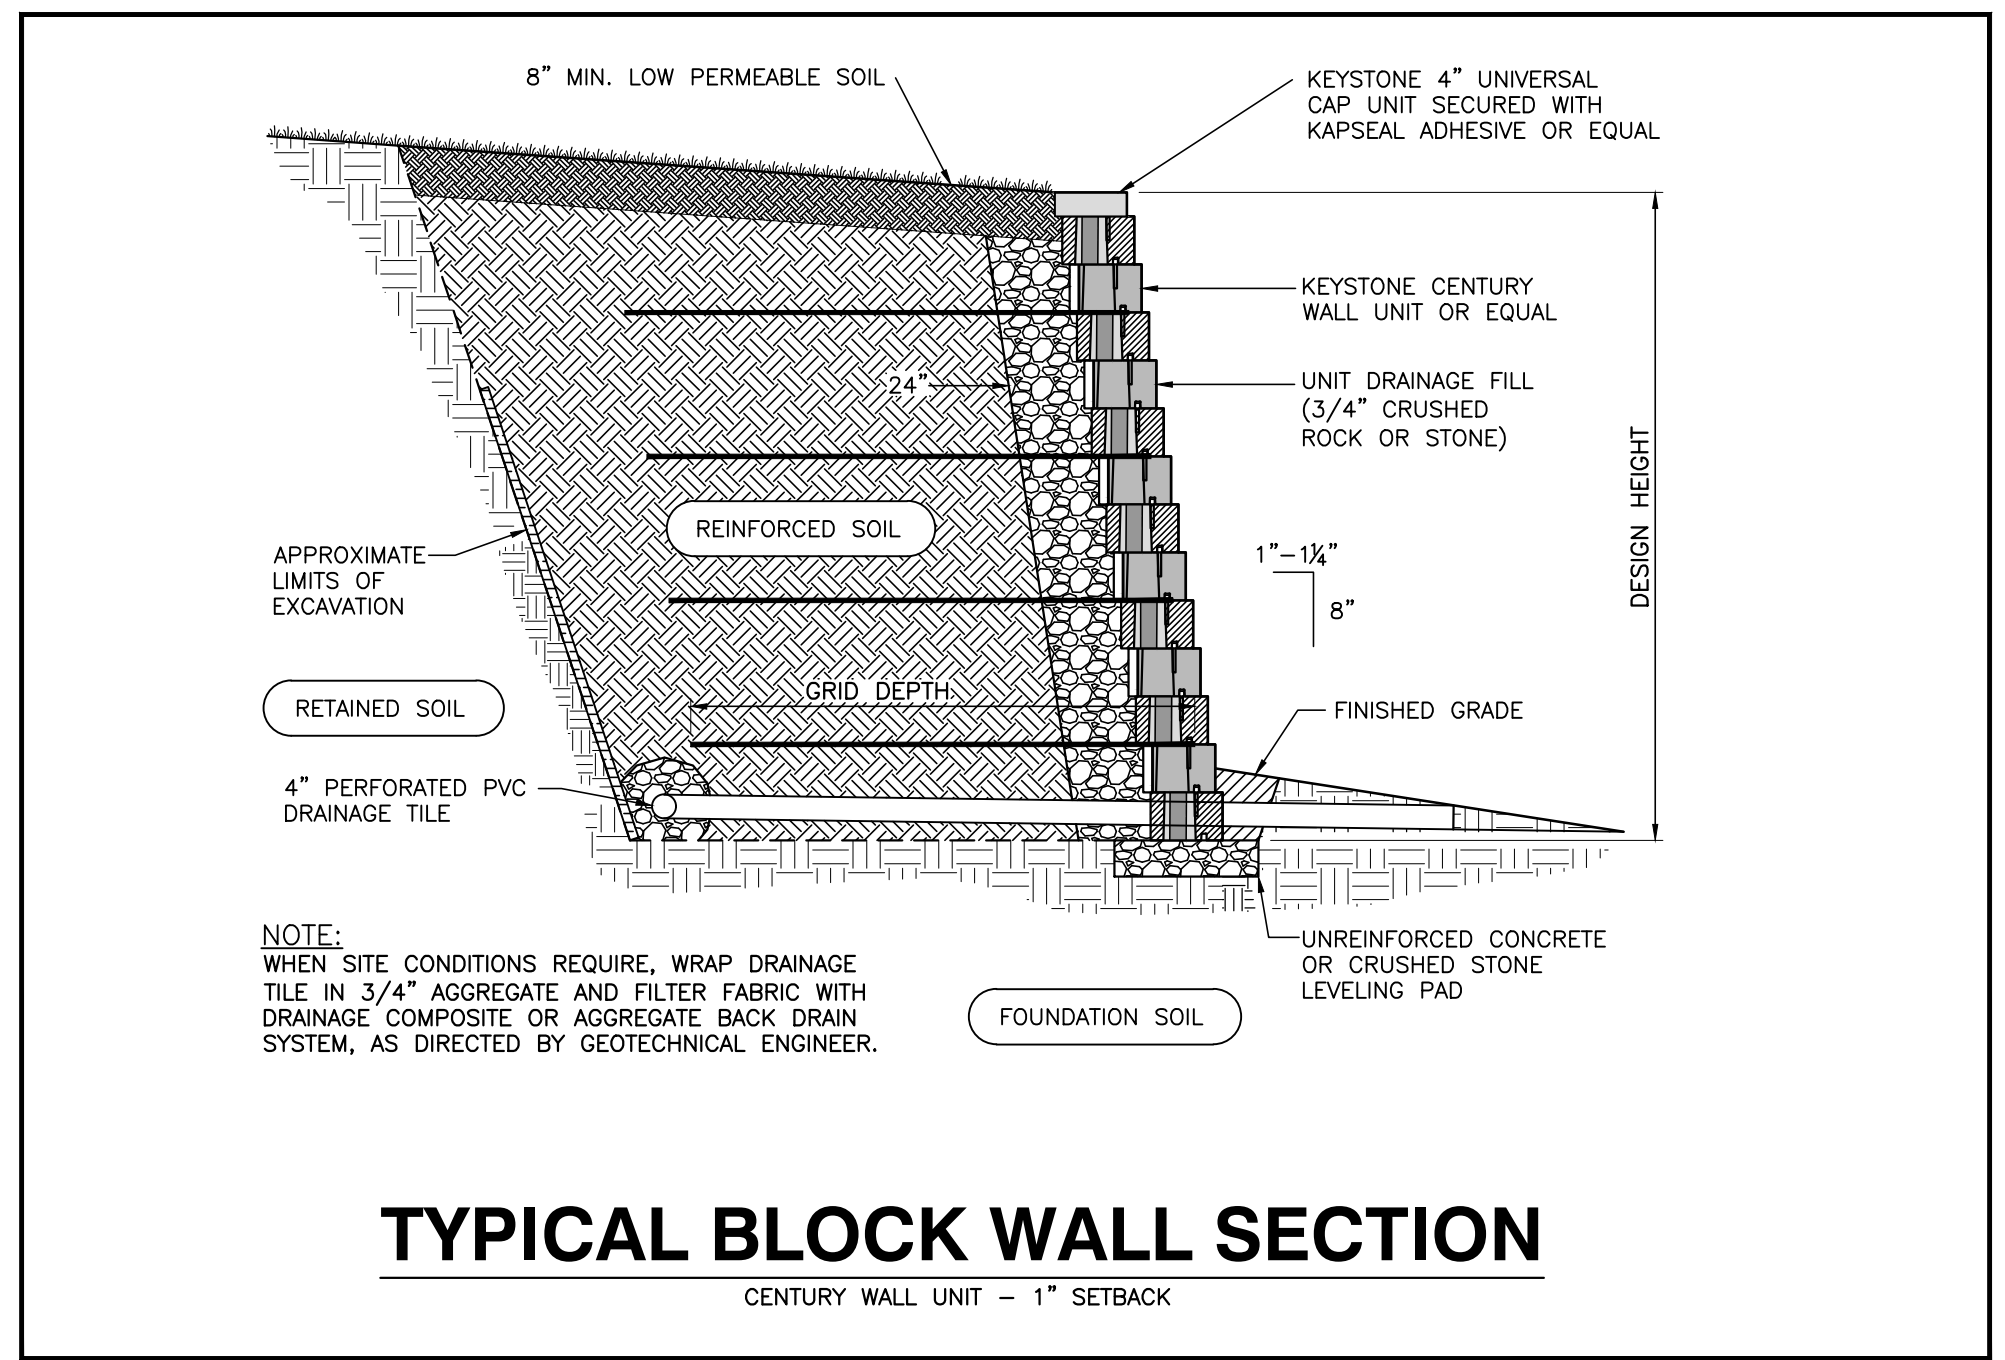 8” MIN. LOW PERMEABLE SOIL
KEYSTONE 4” UNIVERSAL
CAP UNIT SECURED WITH
KAPSEAL ADHESIVE OR EQUAL
KEYSTONE CENTURY
WALL UNIT OR EQUAL
24”
UNIT DRAINAGE FILL
(3/4” CRUSHED
ROCK OR STONE)
DESIGN HEIGHT
REINFORCED SOIL
APPROXIMATE
LIMITS OF
EXCAVATION
1”–1¼”
8”
GRID DEPTH
RETAINED SOIL
FINISHED GRADE
4” PERFORATED PVC
DRAINAGE TILE
NOTE:
WHEN SITE CONDITIONS REQUIRE, WRAP DRAINAGE
TILE IN 3/4” AGGREGATE AND FILTER FABRIC WITH
DRAINAGE COMPOSITE OR AGGREGATE BACK DRAIN
SYSTEM, AS DIRECTED BY GEOTECHNICAL ENGINEER.
UNREINFORCED CONCRETE
OR CRUSHED STONE
LEVELING PAD
FOUNDATION SOIL
TYPICAL BLOCK WALL SECTION
CENTURY WALL UNIT – 1” SETBACK